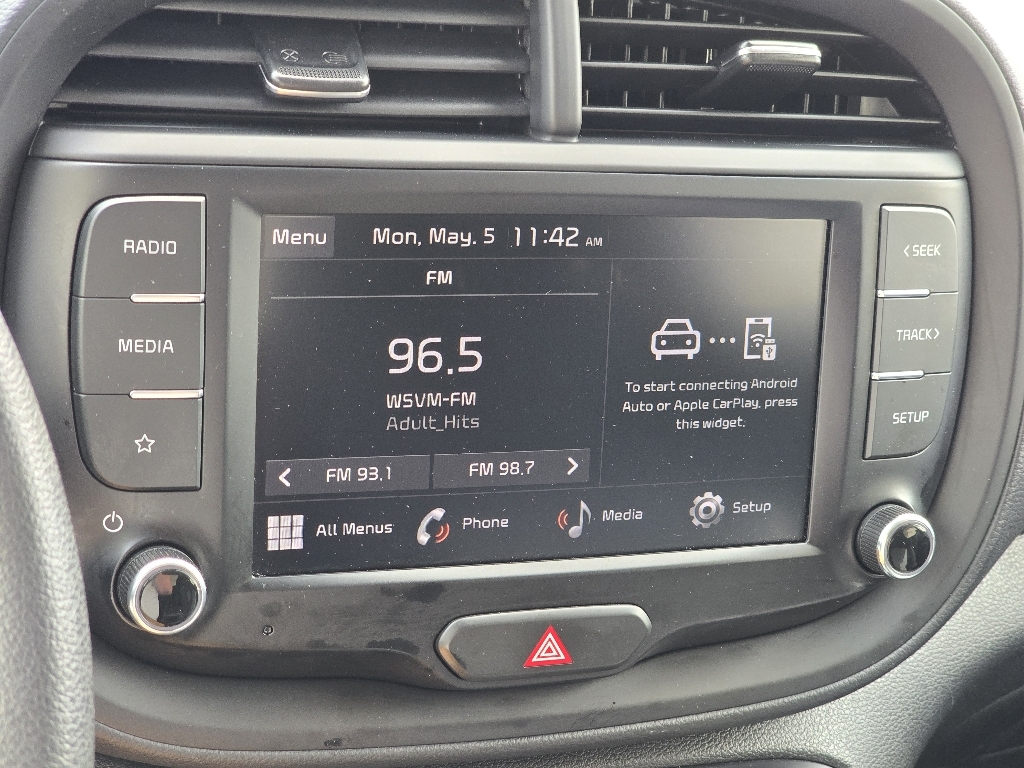 RADIO
MEDIA
Menu
Mon, May. 5 11:42 AM
FM
96.5
WSVM-FM
Adult_Hits
FM 93.1
FM 98.7
To start connecting Android
Auto or Apple CarPlay, press
this widget.
All Menus
Phone
Media
Setup
< SEEK
TRACK >
SETUP